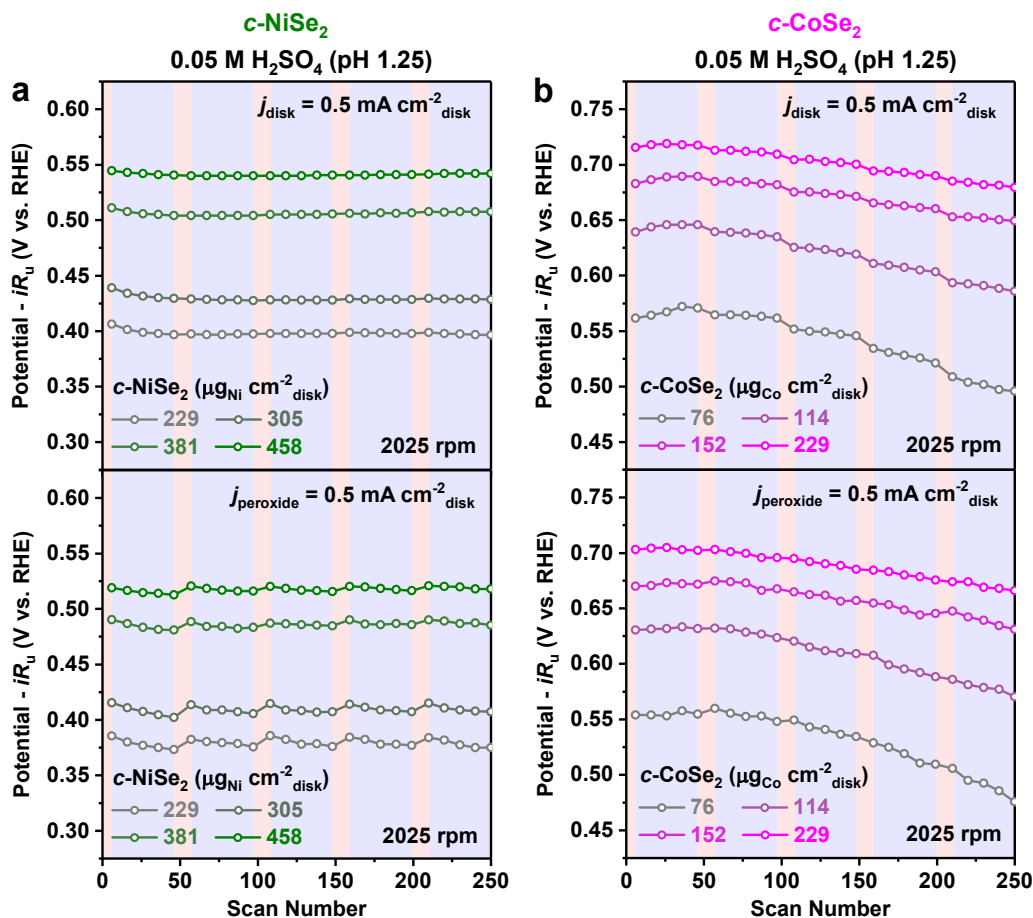 c-NiSe2
0.05 M H2SO4 (pH 1.25)
a
jdisk = 0.5 mA cm-2disk
0.60
0.55
0.50
0.45
0.40
0.35
0.30
Potential - iRu (V vs. RHE)
c-NiSe2 (μgNi cm-2disk)
229 305
381 458
2025 rpm
jperoxide = 0.5 mA cm-2disk
0.60
0.55
0.50
0.45
0.40
0.35
0.30
Potential - iRu (V vs. RHE)
c-NiSe2 (μgNi cm-2disk)
229 305
381 458
2025 rpm
0 50 100 150 200 250
Scan Number
c-CoSe2
0.05 M H2SO4 (pH 1.25)
b
jdisk = 0.5 mA cm-2disk
0.75
0.70
0.65
0.60
0.55
0.50
0.45
Potential - iRu (V vs. RHE)
c-CoSe2 (μgCo cm-2disk)
76 114
152 229
2025 rpm
jperoxide = 0.5 mA cm-2disk
0.75
0.70
0.65
0.60
0.55
0.50
0.45
Potential - iRu (V vs. RHE)
c-CoSe2 (μgCo cm-2disk)
76 114
152 229
2025 rpm
0 50 100 150 200 250
Scan Number